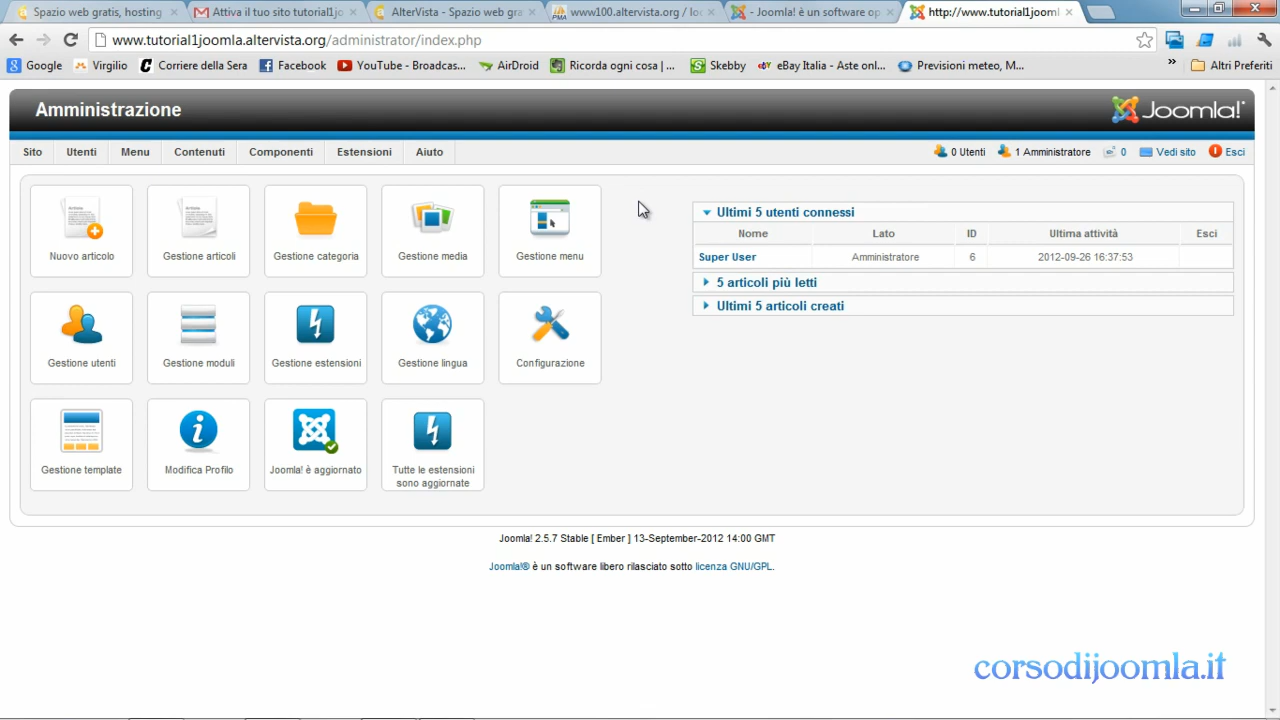 Spazio web gratis, hosting
Attiva il tuo sito tutorial1jo
AlterVista - Spazio web gra
www100.altervista.org / loc
- Joomla! è un software op
http://www.tutorial1jooml
www.tutorial1joomla.altervista.org/administrator/index.php
Google
Virgilio
Corriere della Sera
Facebook
YouTube - Broadcas...
AirDroid
Ricorda ogni cosa | ...
Skebby
eBay Italia - Aste onl...
Previsioni meteo, M...
»
Altri Preferiti
Amministrazione
Joomla!
Sito
Utenti
Menu
Contenuti
Componenti
Estensioni
Aiuto
0 Utenti
1 Amministratore
0
Vedi sito
Esci
Nuovo articolo
Gestione articoli
Gestione categoria
Gestione media
Gestione menu
Gestione utenti
Gestione moduli
Gestione estensioni
Gestione lingua
Configurazione
Gestione template
Modifica Profilo
Joomla! è aggiornato
Tutte le estensioni
sono aggiornate
Ultimi 5 utenti connessi
Nome
Lato
ID
Ultima attività
Esci
Super User
Amministratore
6
2012-09-26 16:37:53
5 articoli più letti
Ultimi 5 articoli creati
Joomla! 2.5.7 Stable [ Ember ] 13-September-2012 14:00 GMT
Joomla!® è un software libero rilasciato sotto licenza GNU/GPL.
corsodijoomla.it